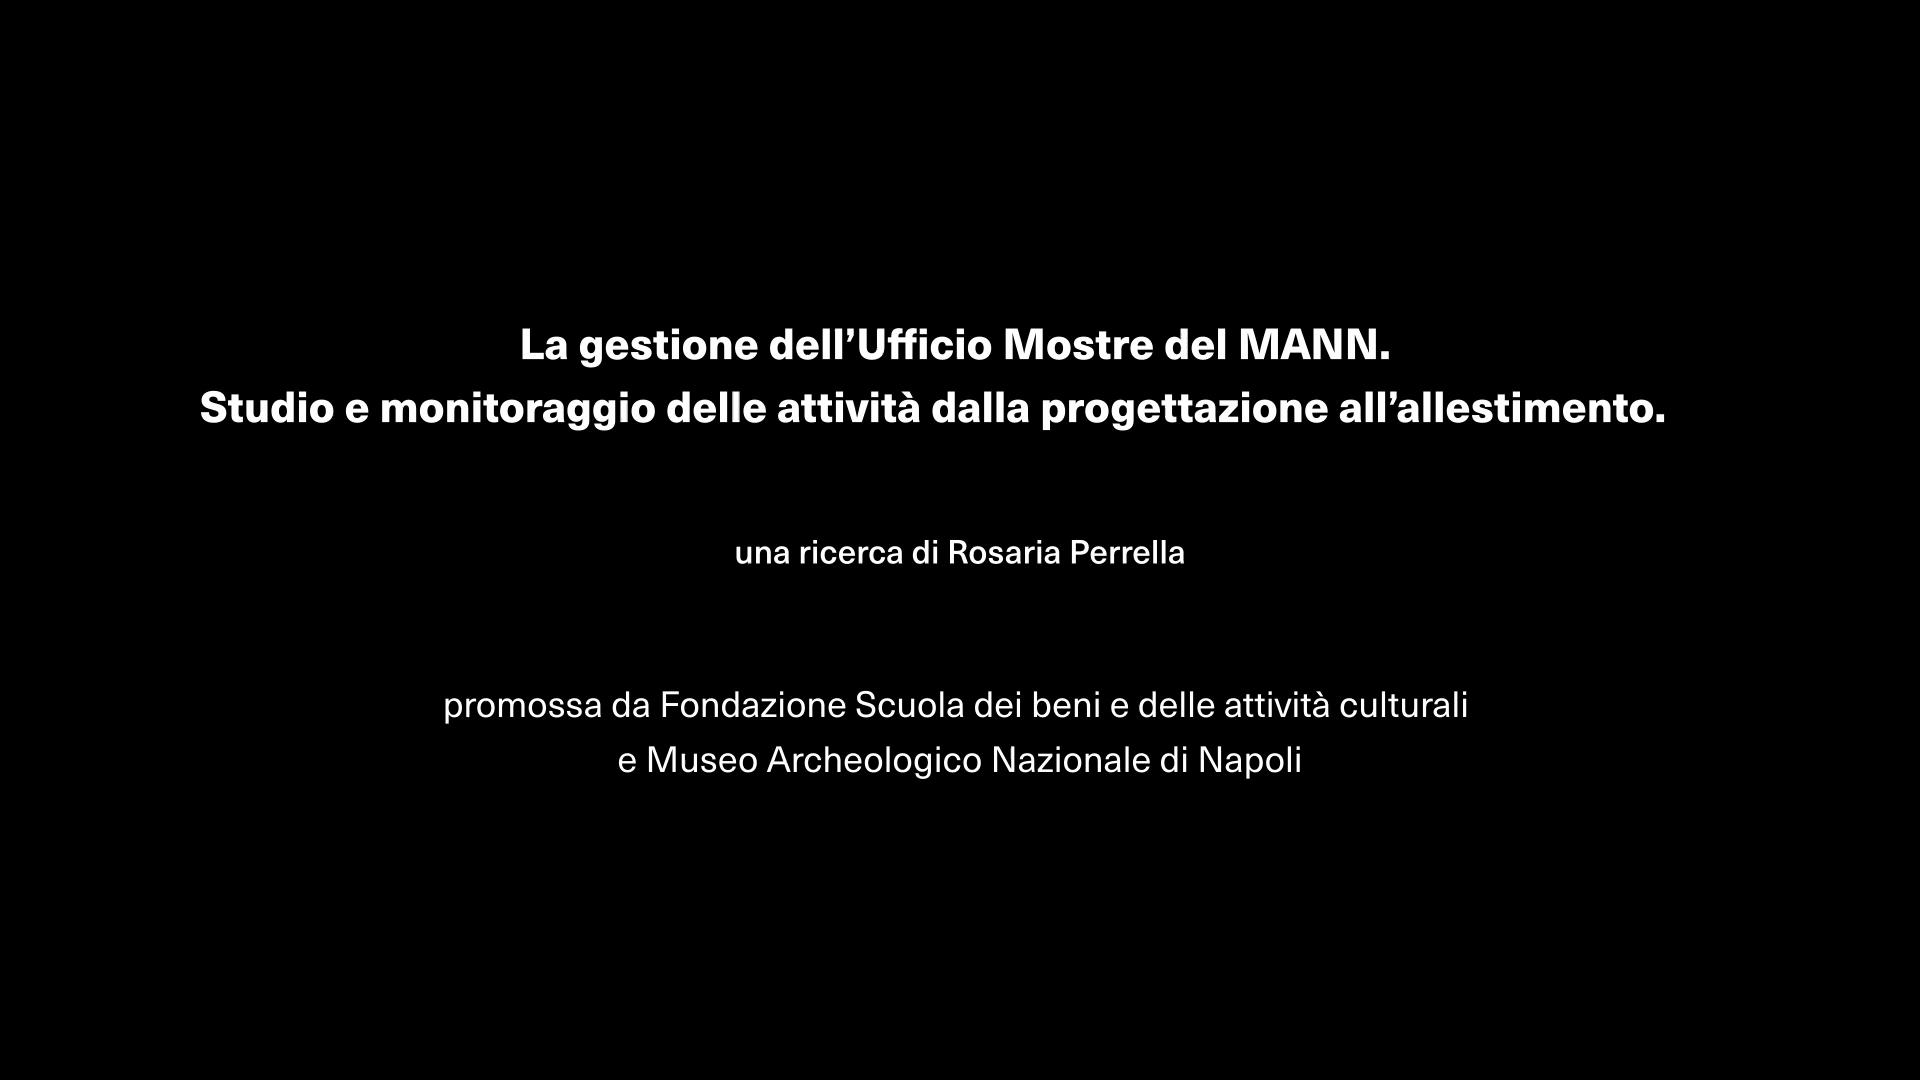 La gestione dell’Ufficio Mostre del MANN.
Studio e monitoraggio delle attività dalla progettazione all’allestimento.
una ricerca di Rosaria Perrella
promossa da Fondazione Scuola dei beni e delle attività culturali
e Museo Archeologico Nazionale di Napoli